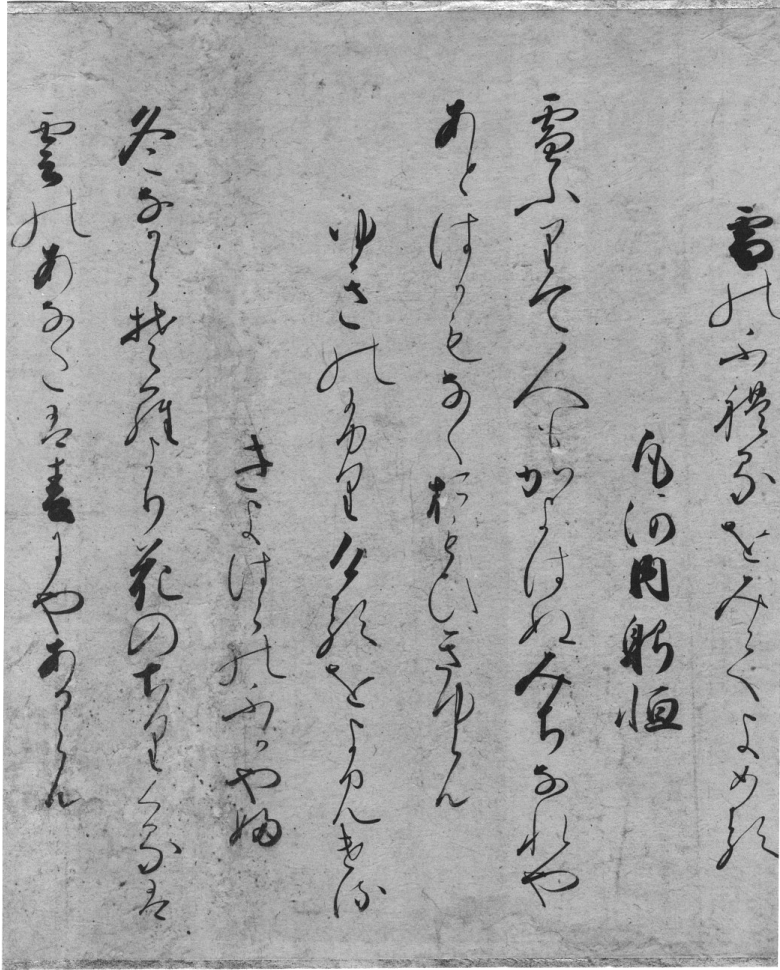 雪のふれるをみてよめる
凡河内躬恒
雪ふりて人もかよはぬみちなれや
あとはかもなくおもひきゆらん
ゆきのふりけるをよみける
きよはらのふかやふ
冬なからそらより花のちりくるは
雲のあなたは春にやあるらん